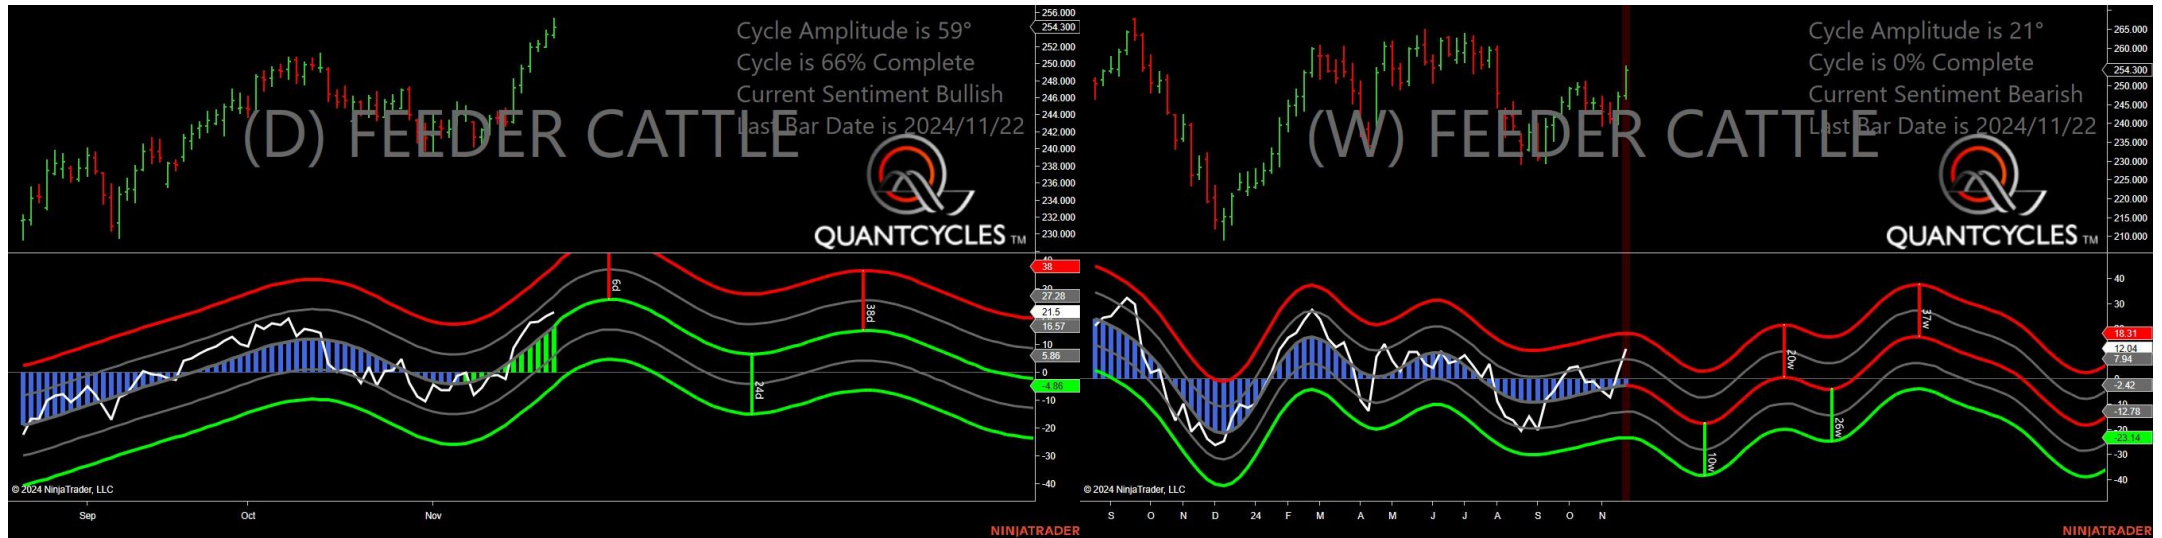 Cycle Amplitude is 59°
Cycle is 66% Complete
Current Sentiment Bullish
Last Bar Date is 2024/11/22
(D) FEEDER CATTLE
QUANTCYCLES TM
256.000
254.300
252.000
250.000
248.000
246.000
244.000
242.000
240.000
238.000
236.000
234.000
232.000
230.000
38
27.28
21.5
16.57
10
5.86
0
-4.86
-10
-20
-30
-40
6d
24d
38d
© 2024 NinjaTrader, LLC
Sep Oct Nov
NINJATRADER
Cycle Amplitude is 21°
Cycle is 0% Complete
Current Sentiment Bearish
Last Bar Date is 2024/11/22
(W) FEEDER CATTLE
QUANTCYCLES TM
265.000
260.000
254.300
250.000
245.000
240.000
235.000
230.000
225.000
220.000
215.000
210.000
40
30
18.31
12.04
7.94
-2.42
-12.78
-23.14
-30
-40
10w
20w
26w
37w
© 2024 NinjaTrader, LLC
S O N D 24 F M A M J J A S O N
NINJATRADER